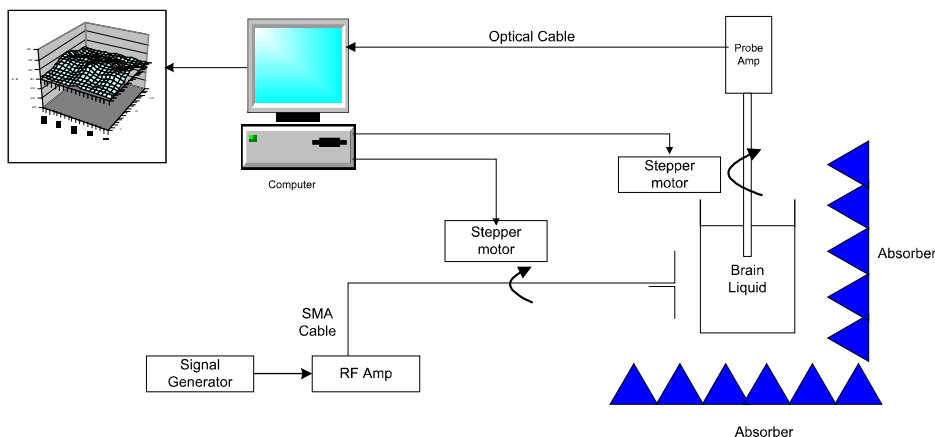 Optical Cable
Probe
Amp
Computer
Stepper
motor
Stepper
motor
Brain
Liquid
Absorber
SMA
Cable
Signal
Generator
RF Amp
Absorber